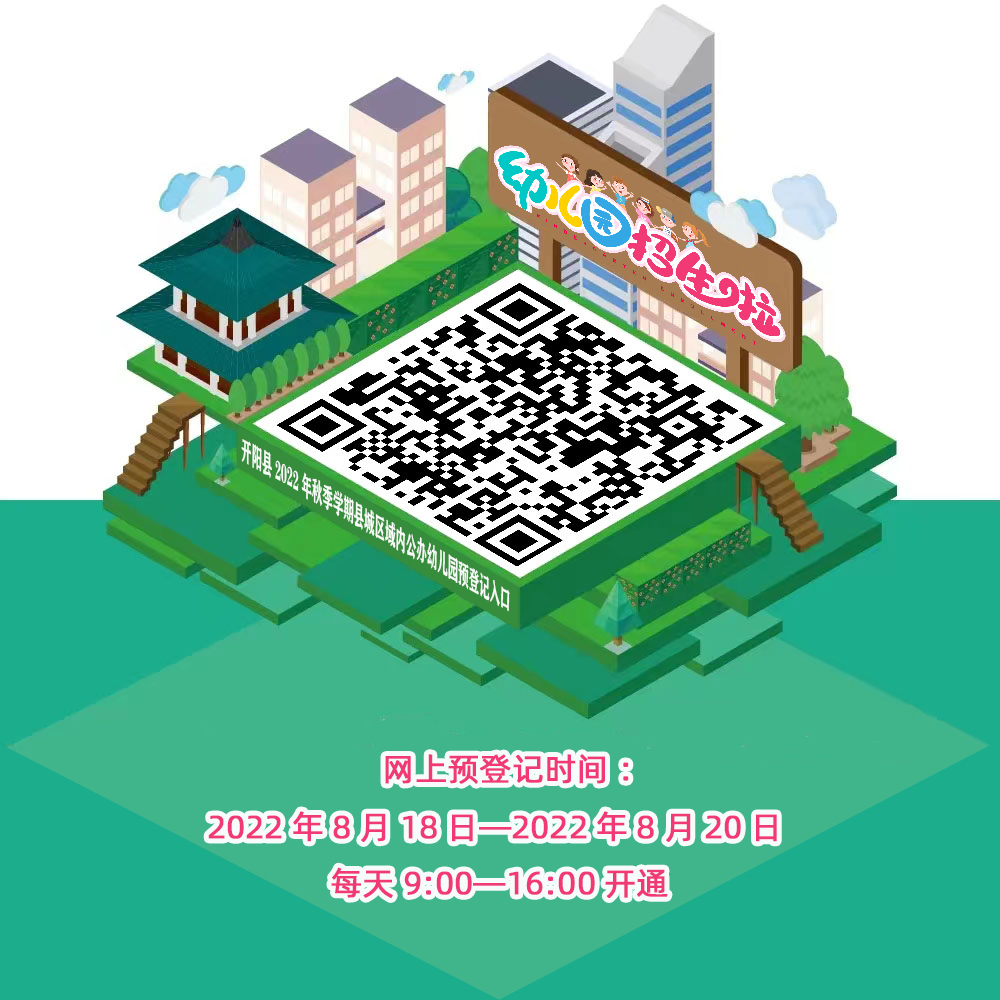 幼儿园招生啦
开阳县 2022 年秋季学期县城区域内公办幼儿园预登记入口
网上预登记时间：
2022 年 8 月 18 日—2022 年 8 月 20 日
每天 9:00—16:00 开通